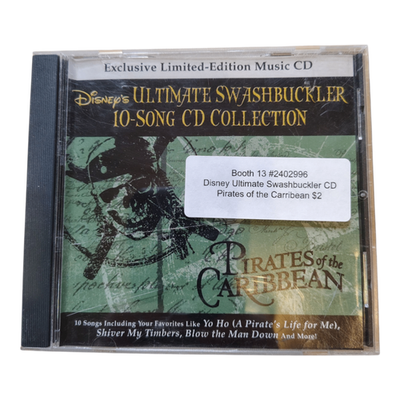 Exclusive Limited-Edition Music CD
Disney's Ultimate Swashbuckler
10-Song CD Collection
Booth 13 #2402996
Disney Ultimate Swashbuckler CD
Pirates of the Carribean $2
Pirates of the
Caribbean
10 Songs Including Your Favorites Like Yo Ho (A Pirate's Life for Me),
Shiver My Timbers, Blow the Man Down And More!